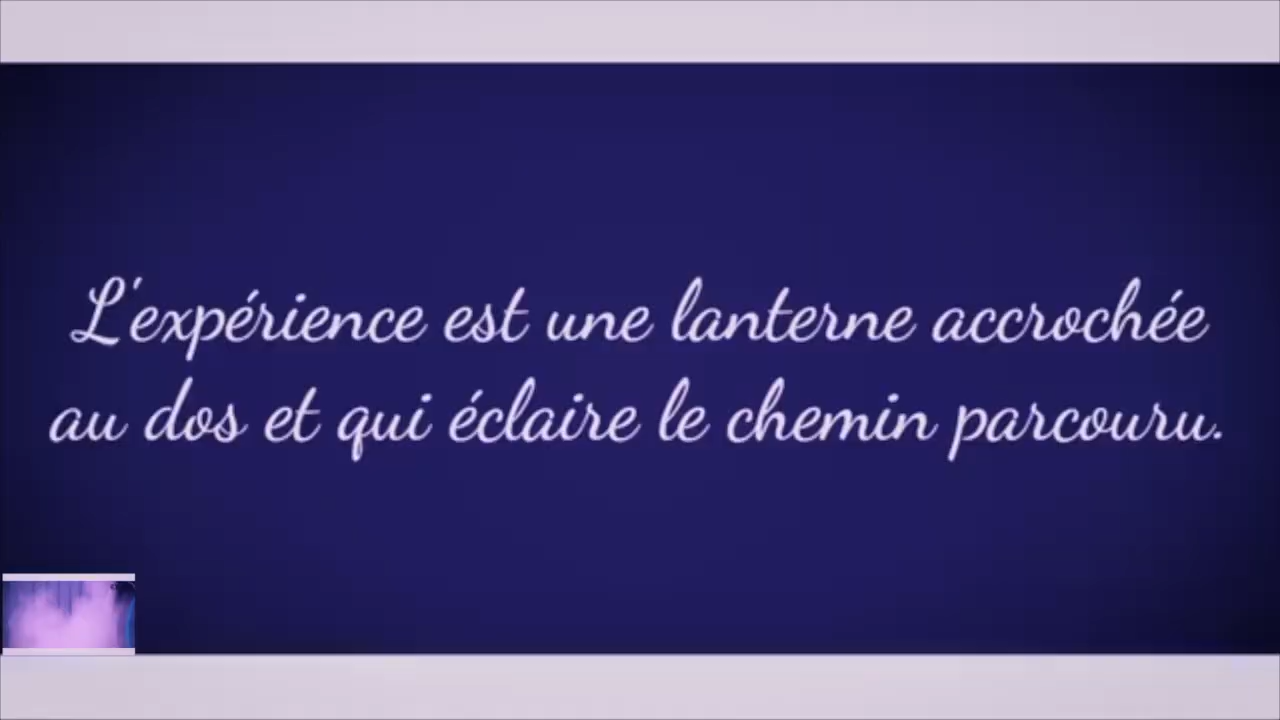 L'expérience est une lanterne accrochée
au dos et qui éclaire le chemin parcouru.